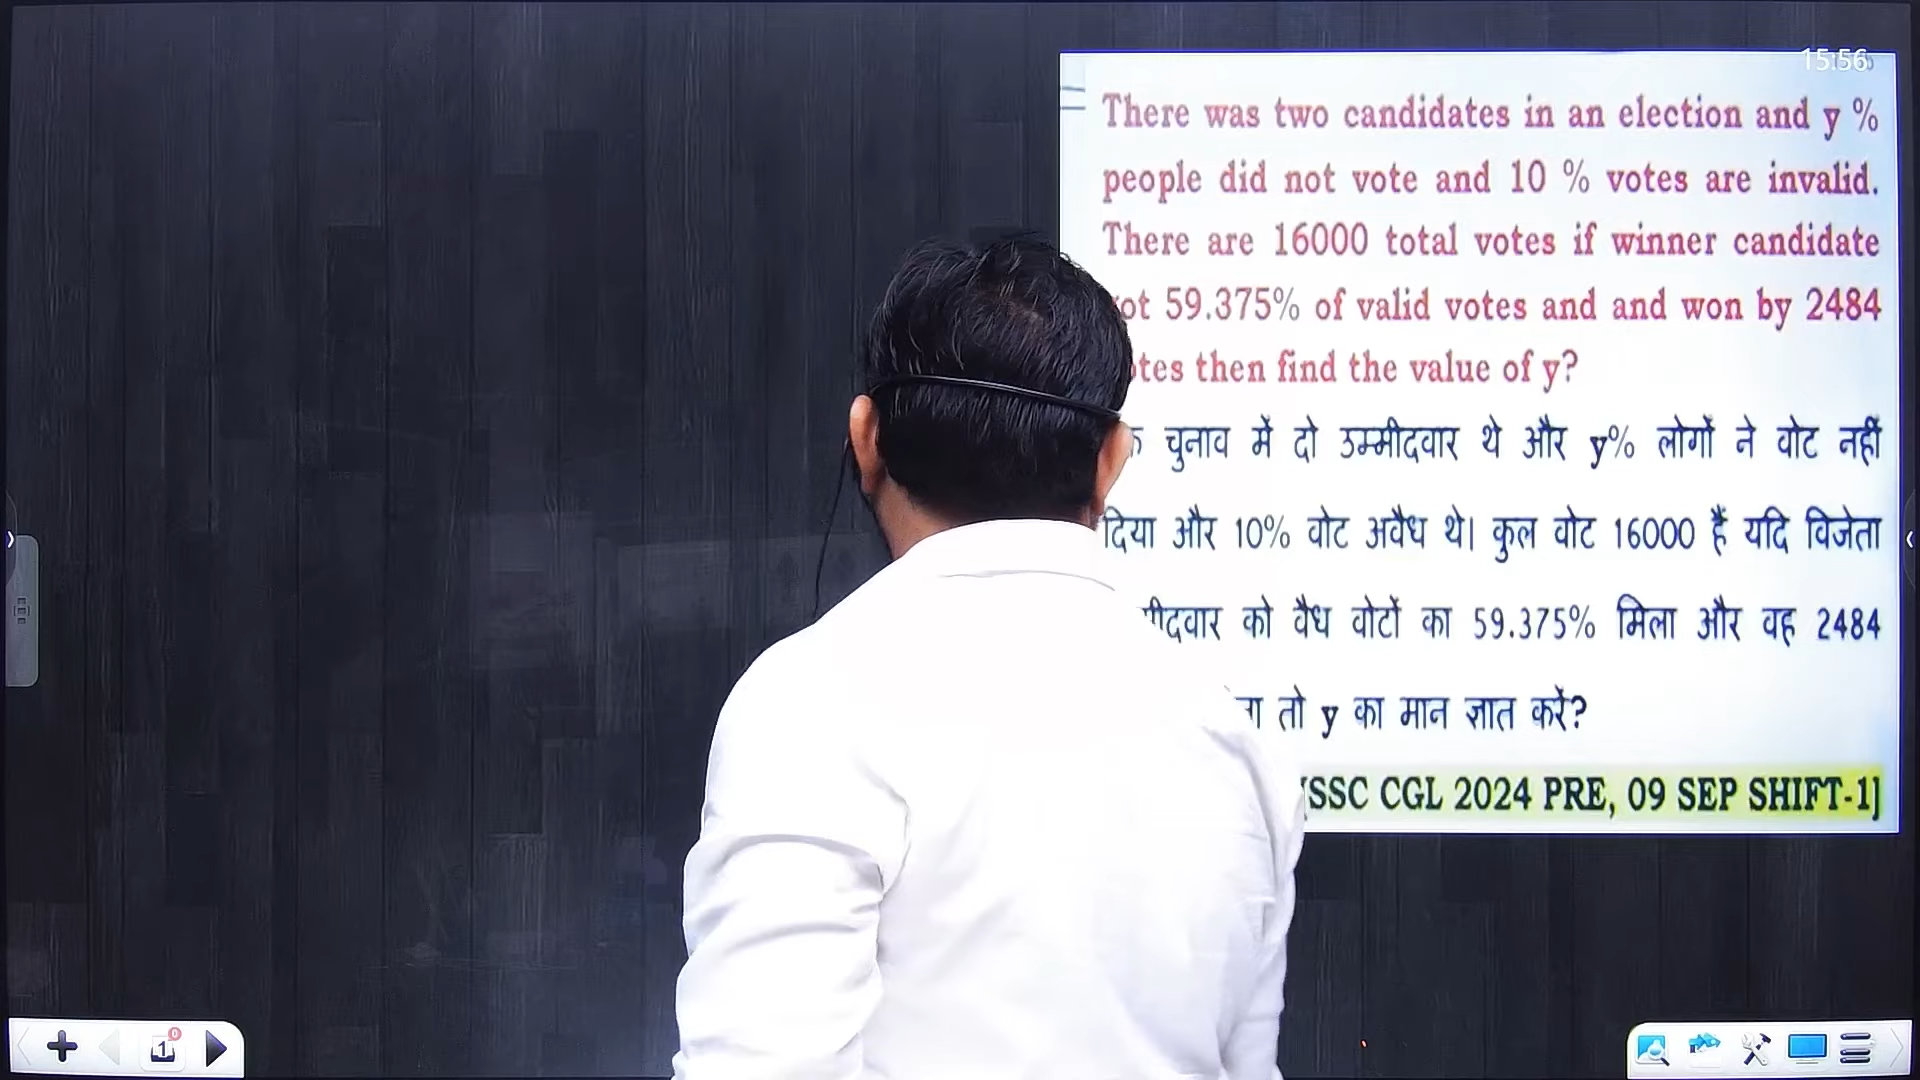 15:56
There was two candidates in an election and y %
people did not vote and 10 % votes are invalid.
There are 16000 total votes if winner candidate
59.375% of valid votes and and won by 2484
then find the value of y?
चुनाव में दो उम्मीदवार थे और y% लोगों ने वोट नहीं
दिया और 10% वोट अवैध थे। कुल वोट 16000 हैं यदि विजेता
को वैध वोटों का 59.375% मिला और वह 2484
तो y का मान ज्ञात करें?
[SSC CGL 2024 PRE, 09 SEP SHIFT-1]
1
0